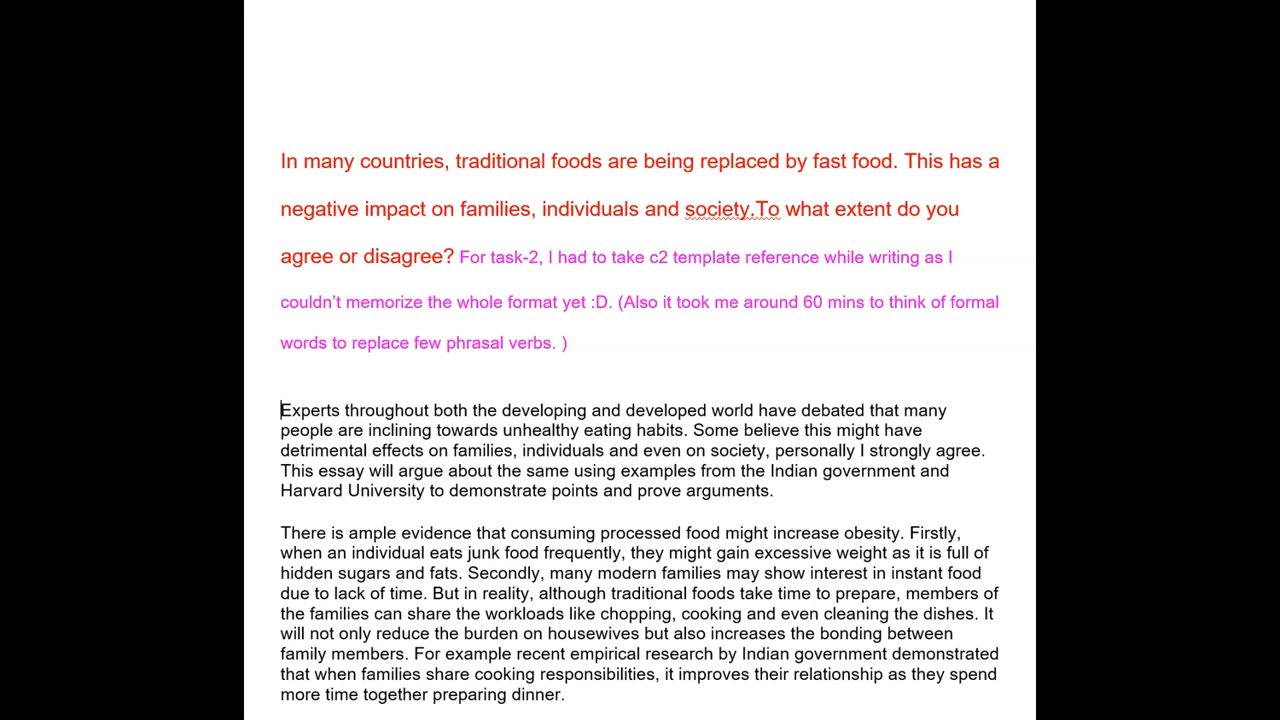 In many countries, traditional foods are being replaced by fast food. This has a
negative impact on families, individuals and society.To what extent do you
agree or disagree? For task-2, I had to take c2 template reference while writing as I
couldn't memorize the whole format yet :D. (Also it took me around 60 mins to think of formal
words to replace few phrasal verbs. )
Experts throughout both the developing and developed world have debated that many
people are inclining towards unhealthy eating habits. Some believe this might have
detrimental effects on families, individuals and even on society, personally I strongly agree.
This essay will argue about the same using examples from the Indian government and
Harvard University to demonstrate points and prove arguments.
There is ample evidence that consuming processed food might increase obesity. Firstly,
when an individual eats junk food frequently, they might gain excessive weight as it is full of
hidden sugars and fats. Secondly, many modern families may show interest in instant food
due to lack of time. But in reality, although traditional foods take time to prepare, members of
the families can share the workloads like chopping, cooking and even cleaning the dishes. It
will not only reduce the burden on housewives but also increases the bonding between
family members. For example recent empirical research by Indian government demonstrated
that when families share cooking responsibilities, it improves their relationship as they spend
more time together preparing dinner.